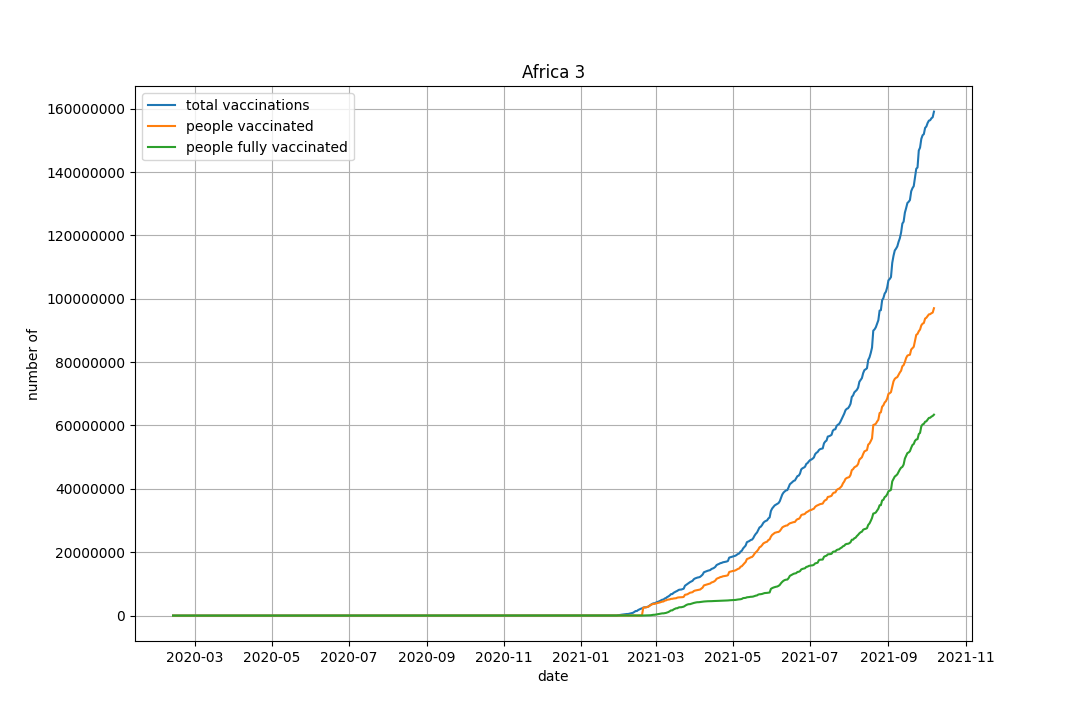 Africa 3
total vaccinations
people vaccinated
people fully vaccinated
160000000
140000000
120000000
100000000
80000000
60000000
40000000
20000000
0
number of
2020-03 2020-05 2020-07 2020-09 2020-11 2021-01 2021-03 2021-05 2021-07 2021-09 2021-11
date